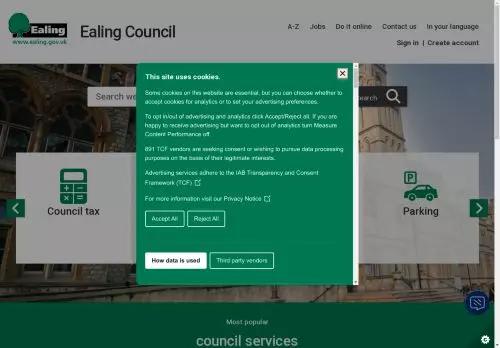 Ealing
www.ealing.gov.uk
Ealing Council
A-Z Jobs Do it online Contact us In your language
Sign in | Create account
This site uses cookies.
Some cookies on this website are essential, but you can choose whether to
accept cookies for analytics or to set your advertising preferences.
To opt in/out of advertising and analytics click Accept/Reject all. If you are
happy to receive advertising but want to opt out of analytics turn Measure
Content Performance off.
891 TCF vendors are seeking consent or wishing to pursue data processing
purposes on the basis of their legitimate interests.
Advertising services adhere to the IAB Transparency and Consent
Framework (TCF)
For more information visit our Privacy Notice
Accept All Reject All
How data is used Third party vendors
Search
search
Council tax
P
Parking
Most popular
council services